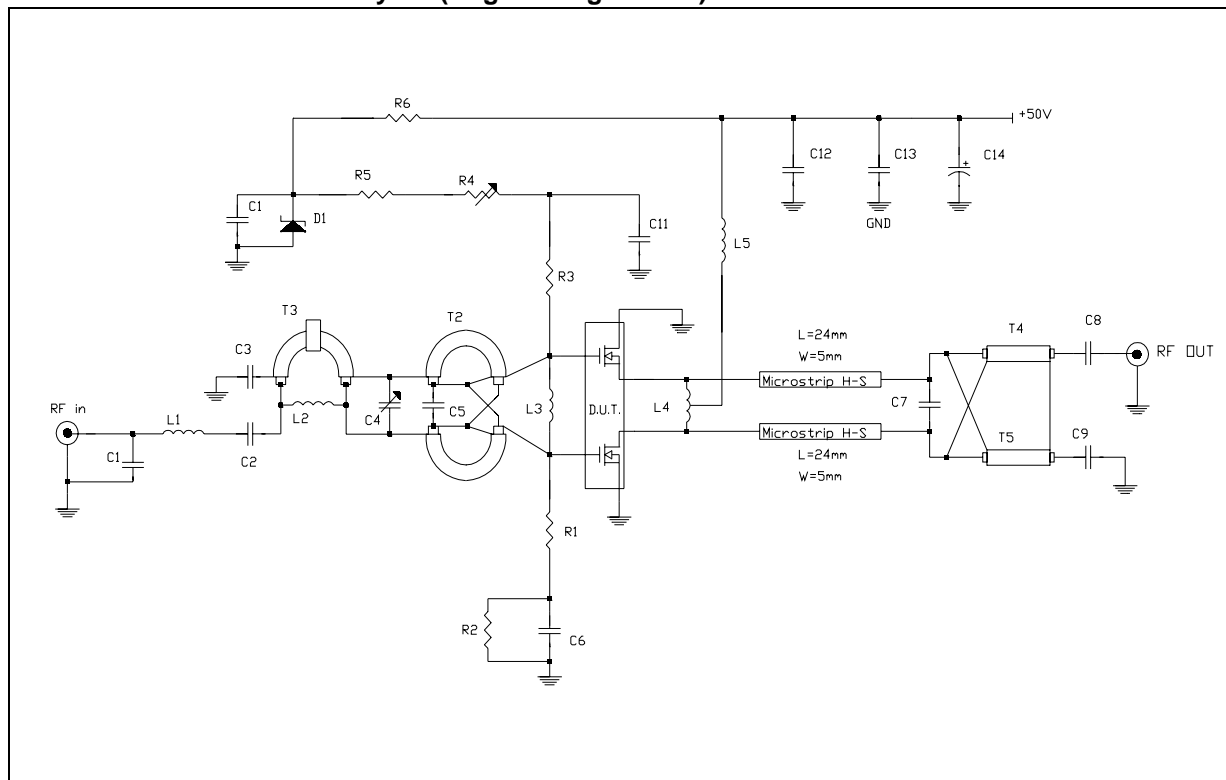 R6
+50V
C12
C13
C14
R5
R4
C1
D1
C11
GND
L5
R3
T3
T2
L=24mm
W=5mm
T4
C8
RF OUT
C3
Microstrip H-S
RF in
L1
L2
C4
C5
L3
D.U.T.
L4
C7
Microstrip H-S
C1
C2
L=24mm
W=5mm
T5
C9
R1
R2
C6